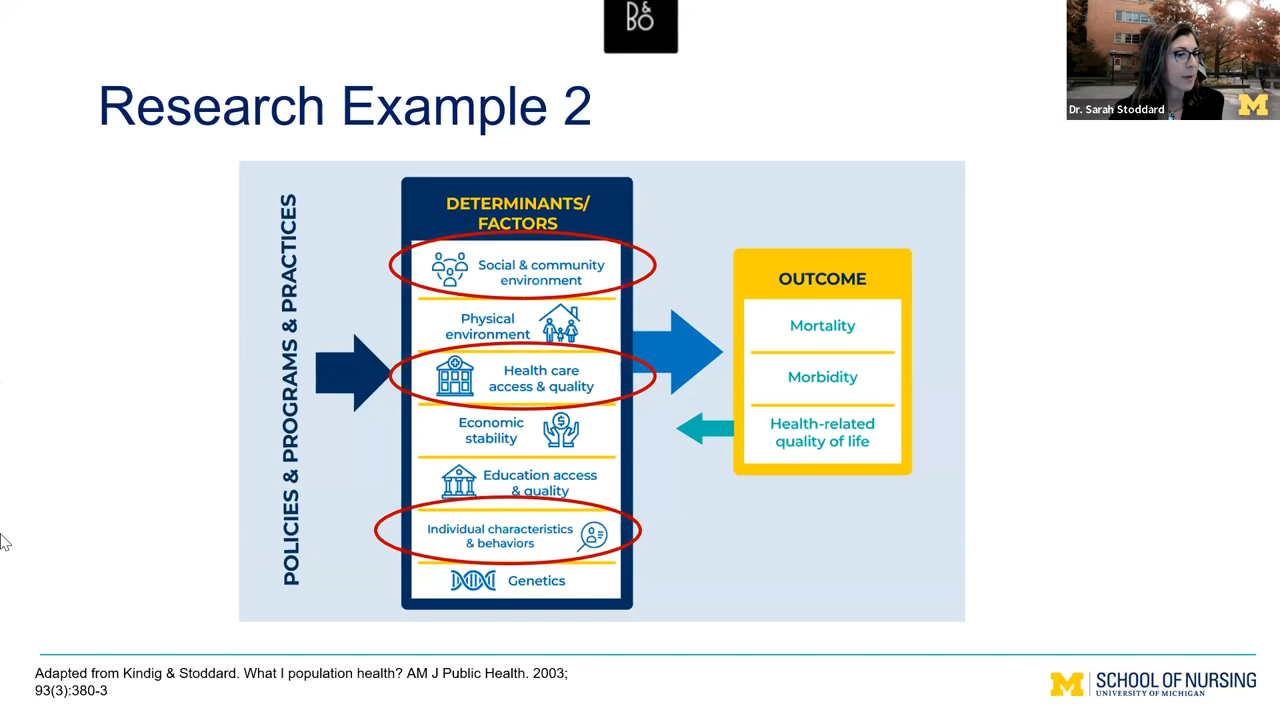 D&
BO
Dr. Sarah Stoddard
M
Research Example 2
POLICIES & PROGRAMS & PRACTICES
DETERMINANTS/
FACTORS
Social & community
environment
Physical
environment
Health care
access & quality
Economic
stability
Education access
& quality
Individual characteristics
& behaviors
Genetics
OUTCOME
Mortality
Morbidity
Health-related
quality of life
Adapted from Kindig & Stoddard. What I population health? AM J Public Health. 2003;
93(3):380-3
M SCHOOL OF NURSING
UNIVERSITY OF MICHIGAN